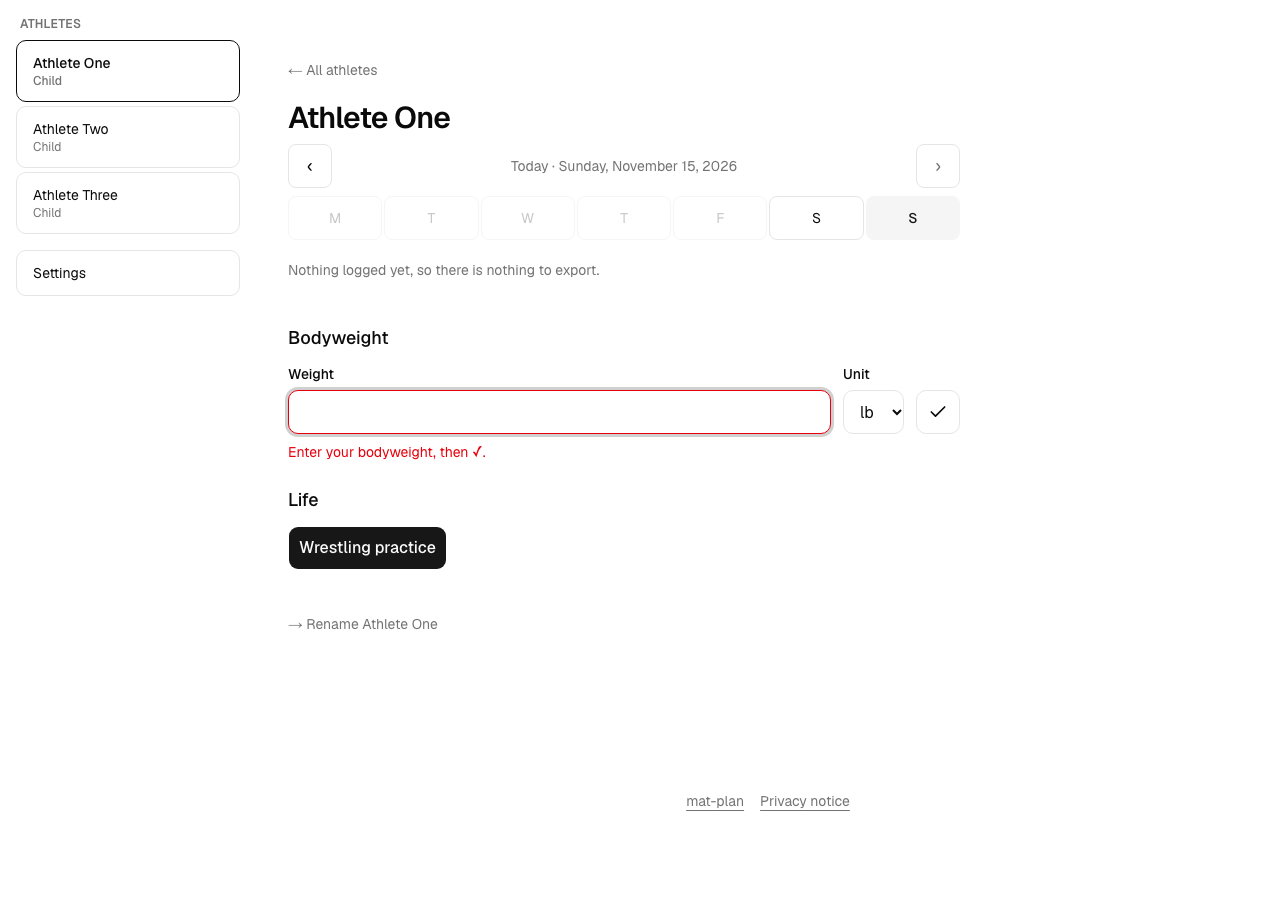 ATHLETES
Athlete One
Child
Athlete Two
Child
Athlete Three
Child
Settings
← All athletes
Athlete One
‹ Today · Sunday, November 15, 2026 ›
M T W T F S S
Nothing logged yet, so there is nothing to export.
Bodyweight
Weight Unit
lb ✓
Enter your bodyweight, then ✓.
Life
Wrestling practice
→ Rename Athlete One
mat-plan Privacy notice